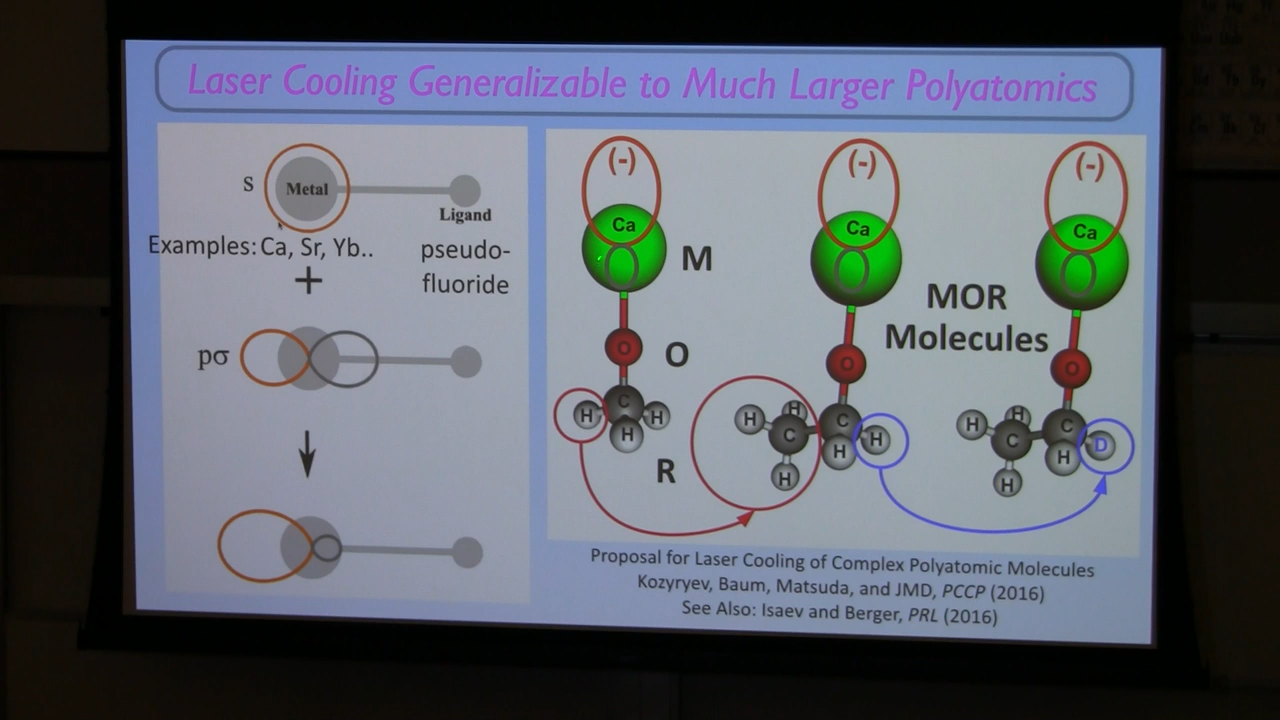 Laser Cooling Generalizable to Much Larger Polyatomics
S
Metal
Ligand
Examples: Ca, Sr, Yb..
pseudo-
fluoride
+
pσ
(-)
(-)
(-)
Ca
Ca
Ca
M
MOR
Molecules
O
O
O
O
H
C
H
H
R
H
H
C
C
H
H
H
H
H
C
C
H
D
H
Proposal for Laser Cooling of Complex Polyatomic Molecules
Kozyryev, Baum, Matsuda, and JMD, PCCP (2016)
See Also: Isaev and Berger, PRL (2016)